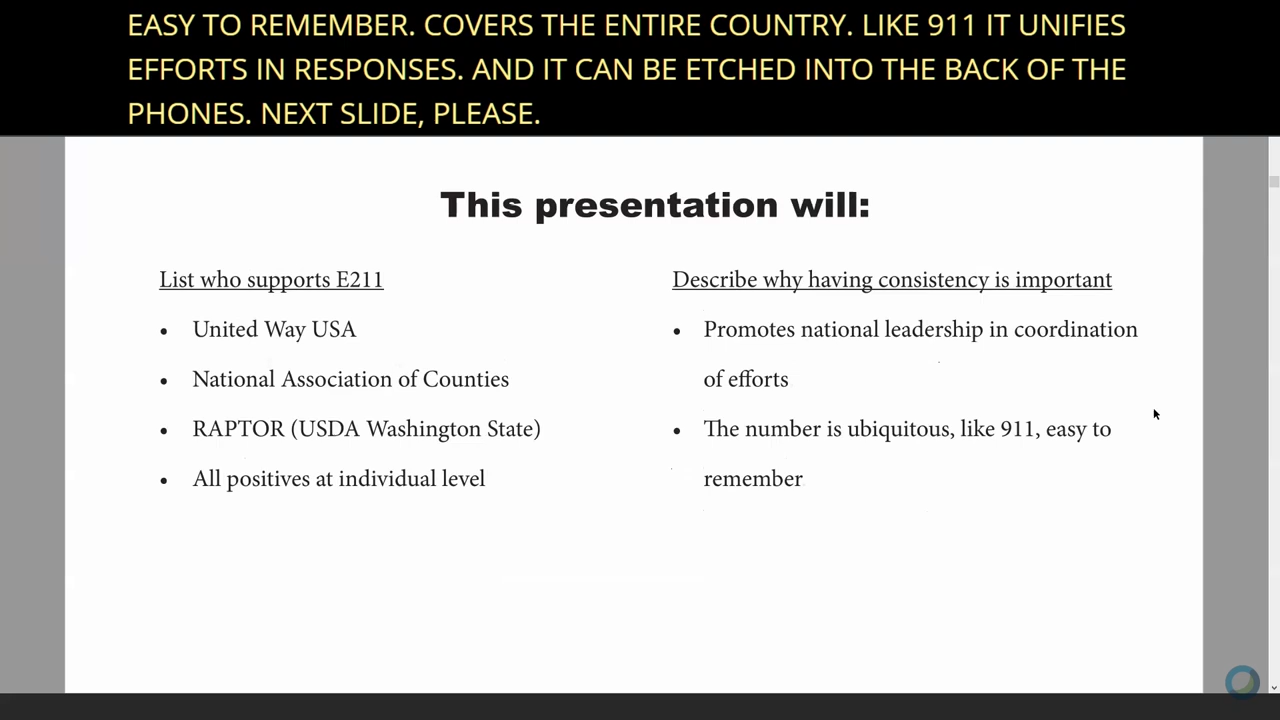 EASY TO REMEMBER. COVERS THE ENTIRE COUNTRY. LIKE 911 IT UNIFIES
EFFORTS IN RESPONSES. AND IT CAN BE ETCHED INTO THE BACK OF THE
PHONES. NEXT SLIDE, PLEASE.
This presentation will:
List who supports E211
• United Way USA
• National Association of Counties
• RAPTOR (USDA Washington State)
• All positives at individual level
Describe why having consistency is important
• Promotes national leadership in coordination
of efforts
• The number is ubiquitous, like 911, easy to
remember